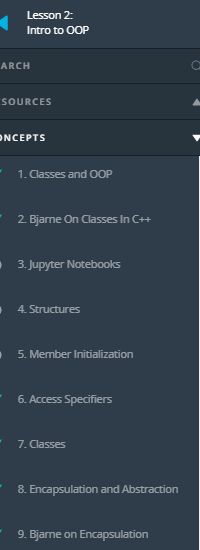 Lesson 2:
Intro to OOP
ARCH
SOURCES
ONCEPTS
1. Classes and OOP
2. Bjarne On Classes In C++
3. Jupyter Notebooks
4. Structures
5. Member Initialization
6. Access Specifiers
7. Classes
8. Encapsulation and Abstraction
9. Bjarne on Encapsulation